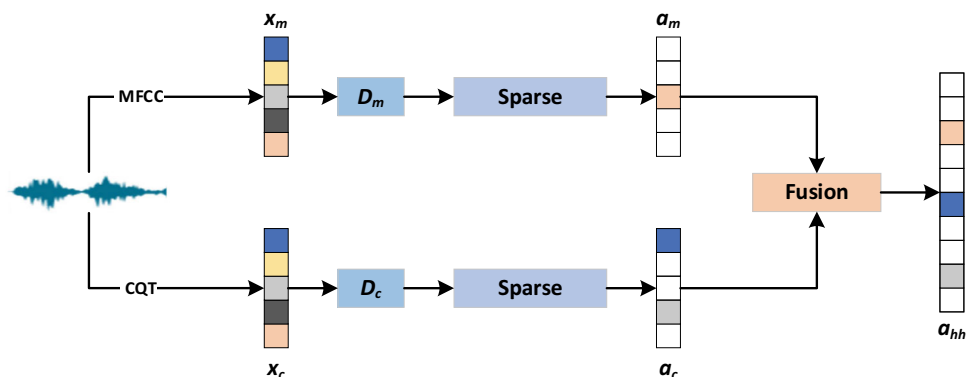 x_m
a_m
MFCC
D_m
Sparse
Fusion
CQT
D_c
Sparse
x_c
a_c
a_hh